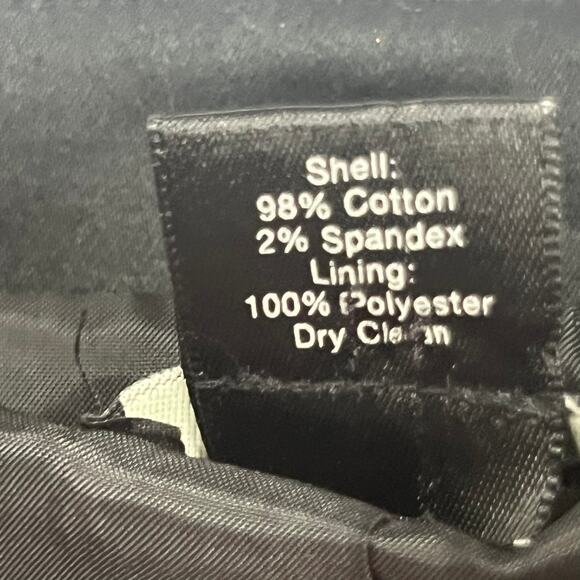 Shell:
98% Cotton
2% Spandex
Lining:
100% Polyester
Dry Clean